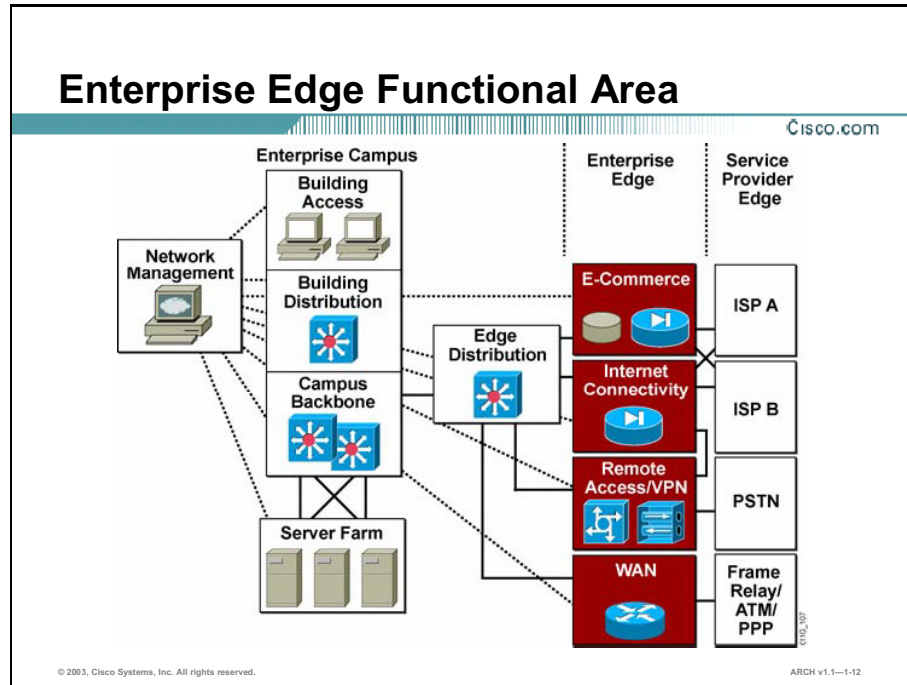 Enterprise Edge Functional Area
Cisco.com
Enterprise Campus
Building
Access
Network
Management
Building
Distribution
Campus
Backbone
Server Farm
Edge
Distribution
Enterprise
Edge
Service
Provider
Edge
E-Commerce
ISP A
Internet
Connectivity
ISP B
Remote
Access/VPN
PSTN
WAN
Frame
Relay/
ATM/
PPP
© 2003, Cisco Systems, Inc. All rights reserved.
ARCH v1.1—1-12